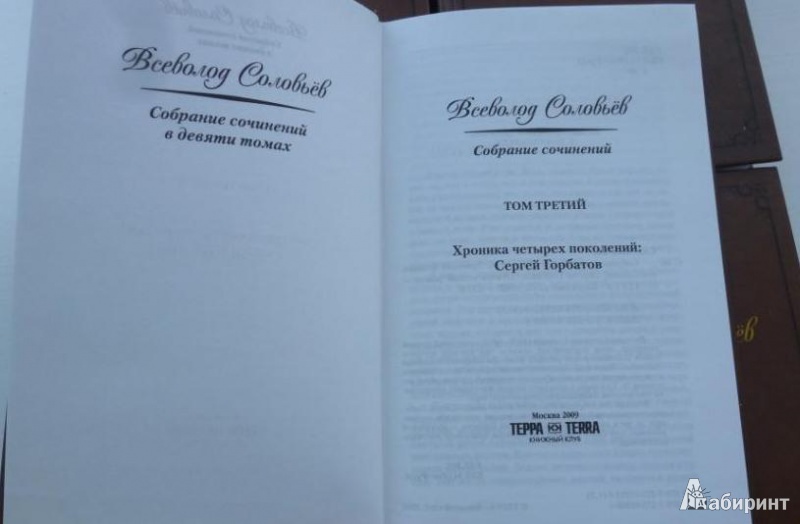 Всеволод Соловьёв
Собрание сочинений
в девяти томах
Всеволод Соловьёв
Собрание сочинений
ТОМ ТРЕТИЙ
Хроника четырех поколений:
Сергей Горбатов
Москва 2009
ТЕРРА TERRA
КНИЖНЫЙ КЛУБ
Лабиринт